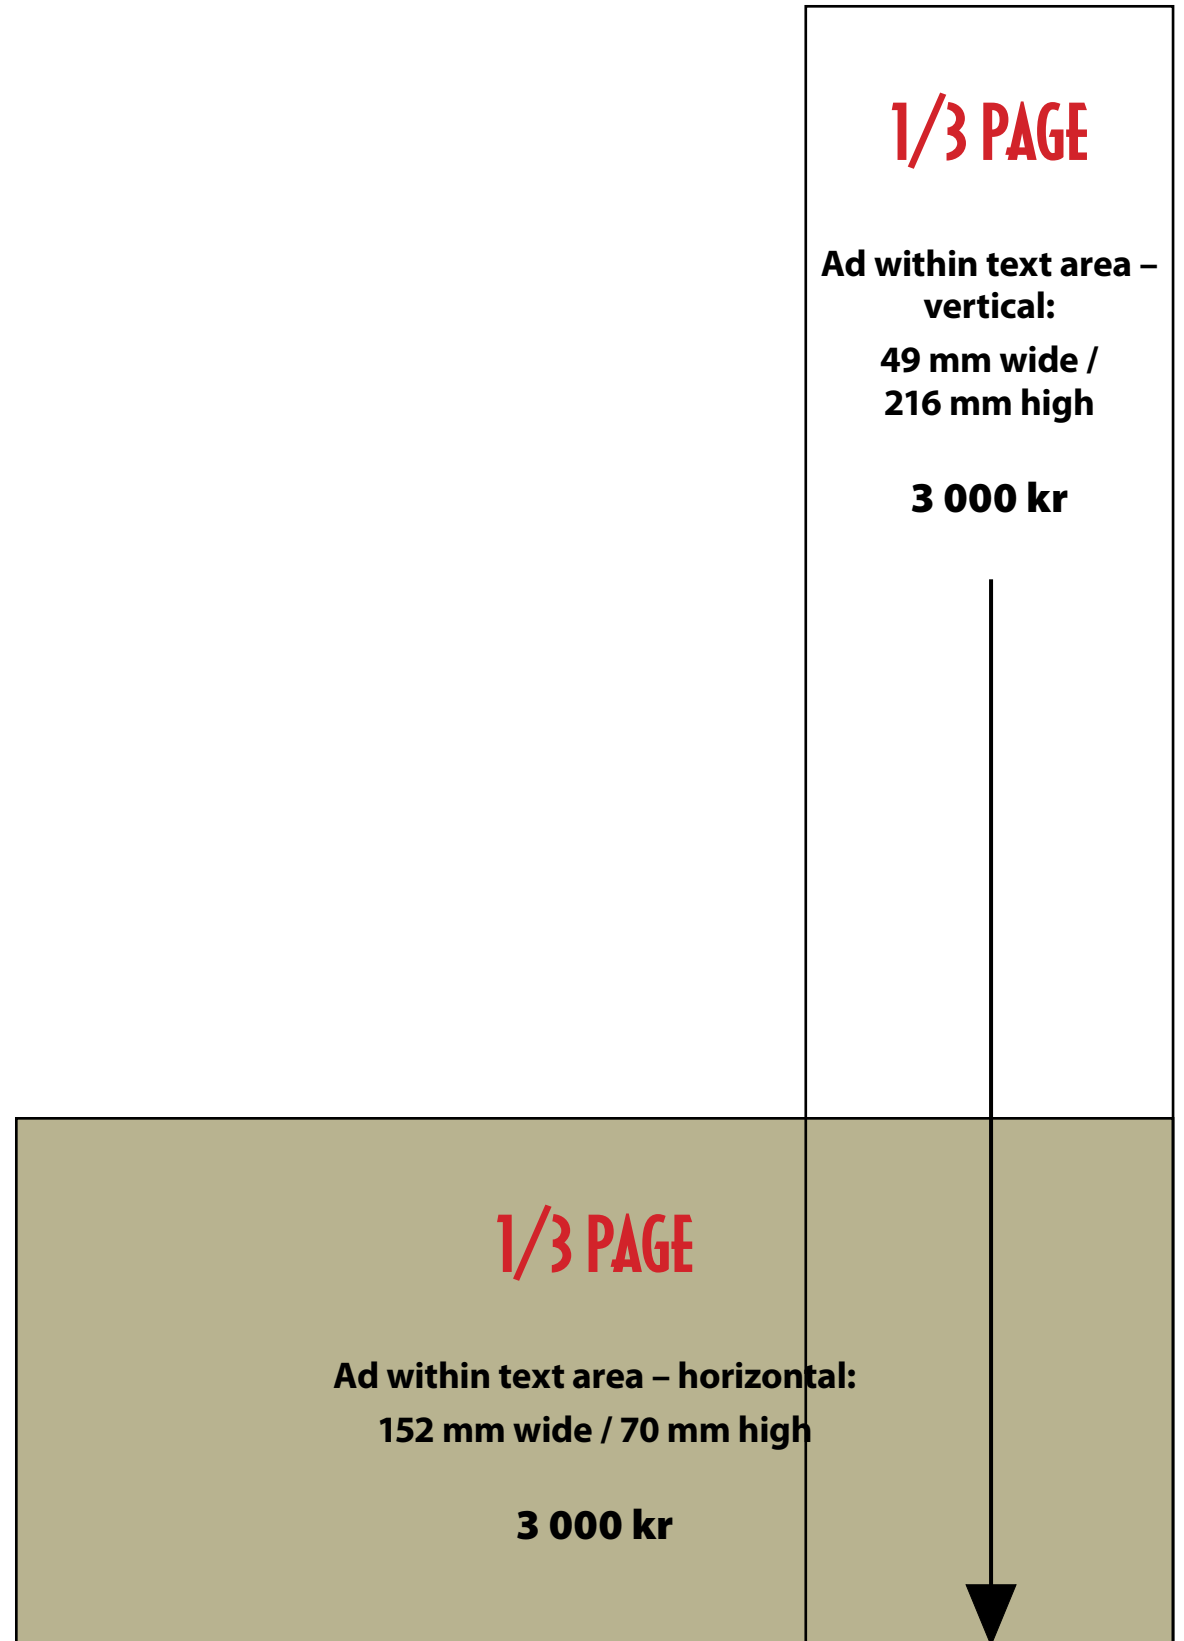 1/3 PAGE
Ad within text area –
vertical:
49 mm wide /
216 mm high
3 000 kr
1/3 PAGE
Ad within text area – horizontal:
152 mm wide / 70 mm high
3 000 kr